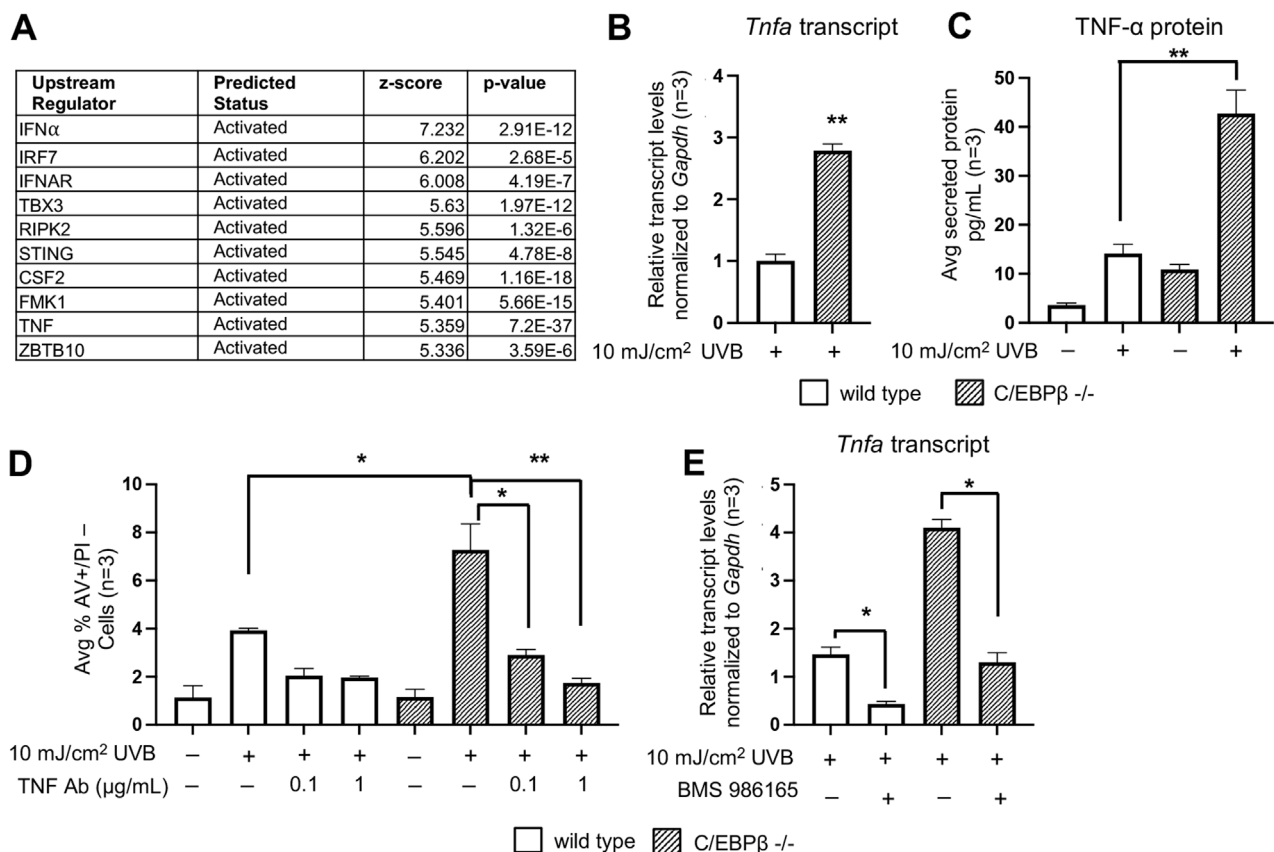 A
Upstream Regulator | Predicted Status | z-score | p-value
IFNα | Activated | 7.232 | 2.91E-12
IRF7 | Activated | 6.202 | 2.68E-5
IFNAR | Activated | 6.008 | 4.19E-7
TBX3 | Activated | 5.63 | 1.97E-12
RIPK2 | Activated | 5.596 | 1.32E-6
STING | Activated | 5.545 | 4.78E-8
CSF2 | Activated | 5.469 | 1.16E-18
FMK1 | Activated | 5.401 | 5.66E-15
TNF | Activated | 5.359 | 7.2E-37
ZBTB10 | Activated | 5.336 | 3.59E-6
B
Tnfa transcript
Relative transcript levels
normalized to Gapdh (n=3)
4
3
2
1
0
**
10 mJ/cm² UVB + +
C
TNF-α protein
Avg secreted protein
pg/mL (n=3)
50
40
30
20
10
0
**
10 mJ/cm² UVB – + – +
wild type C/EBPβ -/-
D
Avg % AV+/PI –
Cells (n=3)
10
8
6
4
2
0
* **
*
10 mJ/cm² UVB – + + + – + + +
TNF Ab (µg/mL) – – 0.1 1 – – 0.1 1
E
Tnfa transcript
Relative transcript levels
normalized to Gapdh (n=3)
5
4
3
2
1
0
*
*
10 mJ/cm² UVB + + + +
BMS 986165 – + – +
wild type C/EBPβ -/-